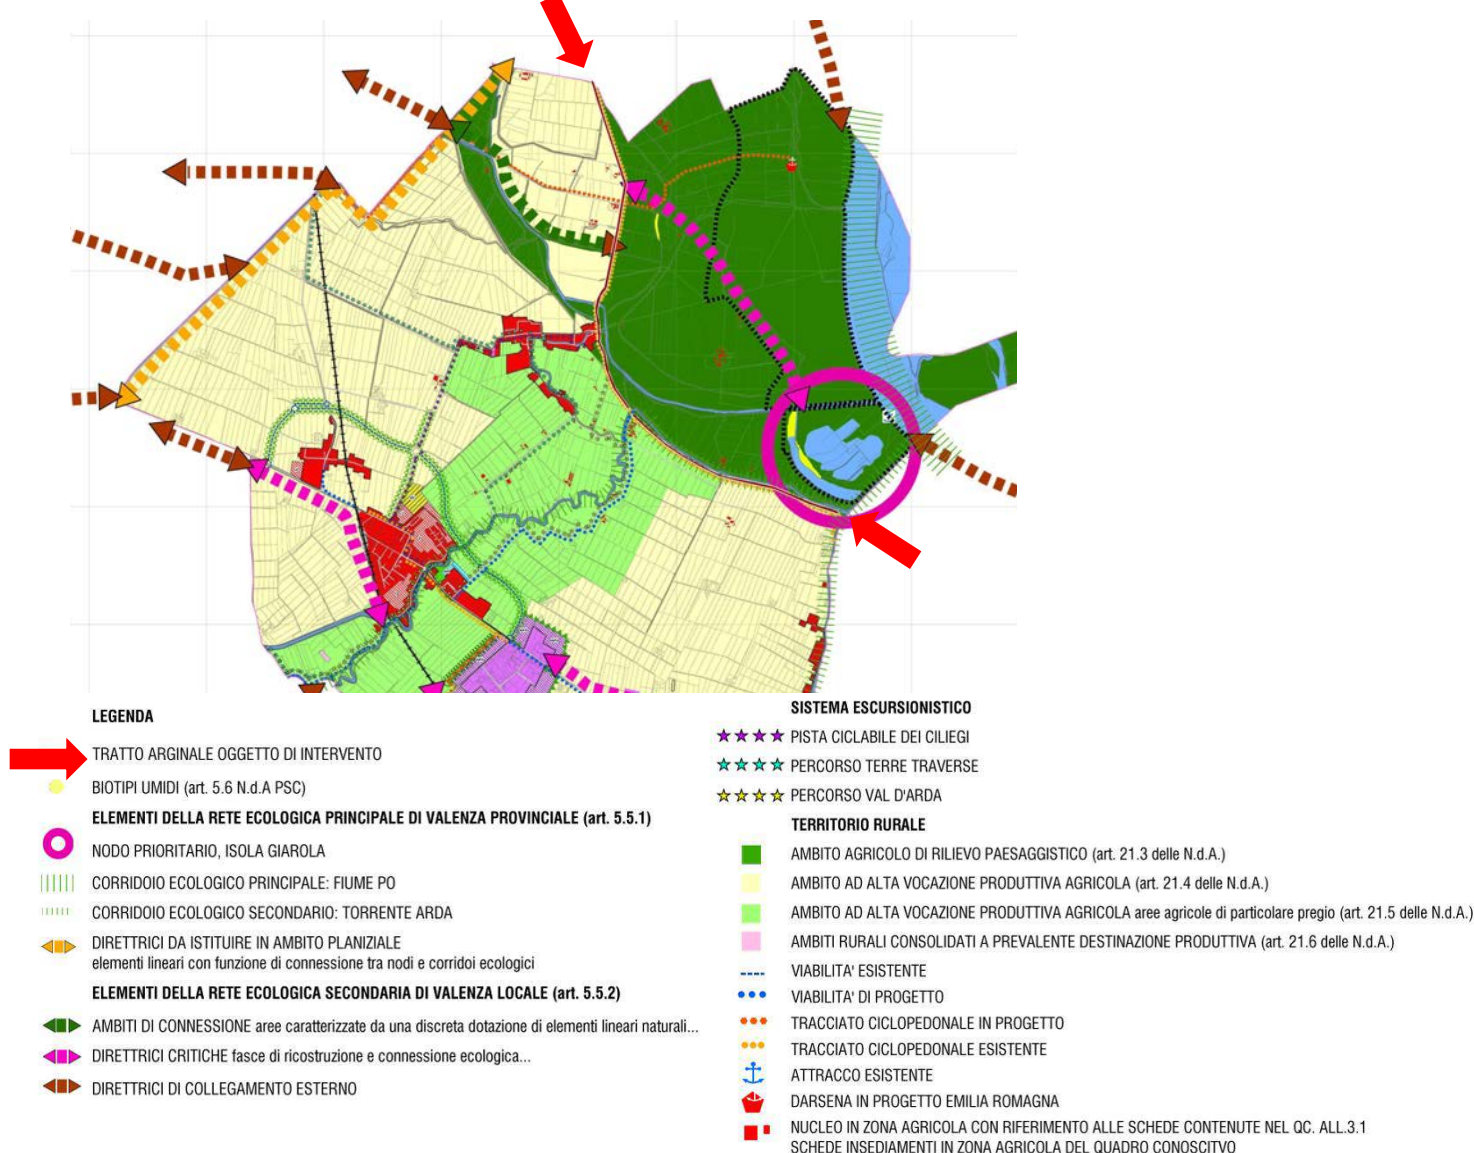 LEGENDA
TRATTO ARGINALE OGGETTO DI INTERVENTO
BIOTIPI UMIDI (art. 5.6 N.d.A PSC)
ELEMENTI DELLA RETE ECOLOGICA PRINCIPALE DI VALENZA PROVINCIALE (art. 5.5.1)
NODO PRIORITARIO, ISOLA GIAROLA
CORRIDOIO ECOLOGICO PRINCIPALE: FIUME PO
CORRIDOIO ECOLOGICO SECONDARIO: TORRENTE ARDA
DIRETTRICI DA ISTITUIRE IN AMBITO PLANIZIALE
elementi lineari con funzione di connessione tra nodi e corridoi ecologici
ELEMENTI DELLA RETE ECOLOGICA SECONDARIA DI VALENZA LOCALE (art. 5.5.2)
AMBITI DI CONNESSIONE aree caratterizzate da una discreta dotazione di elementi lineari naturali...
DIRETTRICI CRITICHE fasce di ricostruzione e connessione ecologica...
DIRETTRICI DI COLLEGAMENTO ESTERNO
SISTEMA ESCURSIONISTICO
PISTA CICLABILE DEI CILIEGI
PERCORSO TERRE TRAVERSE
PERCORSO VAL D'ARDA
TERRITORIO RURALE
AMBITO AGRICOLO DI RILIEVO PAESAGGISTICO (art. 21.3 delle N.d.A.)
AMBITO AD ALTA VOCAZIONE PRODUTTIVA AGRICOLA (art. 21.4 delle N.d.A.)
AMBITO AD ALTA VOCAZIONE PRODUTTIVA AGRICOLA aree agricole di particolare pregio (art. 21.5 delle N.d.A.)
AMBITI RURALI CONSOLIDATI A PREVALENTE DESTINAZIONE PRODUTTIVA (art. 21.6 delle N.d.A.)
VIABILITA' ESISTENTE
VIABILITA' DI PROGETTO
TRACCIATO CICLOPEDONALE IN PROGETTO
TRACCIATO CICLOPEDONALE ESISTENTE
ATTRACCO ESISTENTE
DARSENA IN PROGETTO EMILIA ROMAGNA
NUCLEO IN ZONA AGRICOLA CON RIFERIMENTO ALLE SCHEDE CONTENUTE NEL QC. ALL.3.1
SCHEDE INSEDIAMENTI IN ZONA AGRICOLA DEL QUADRO CONOSCITVO